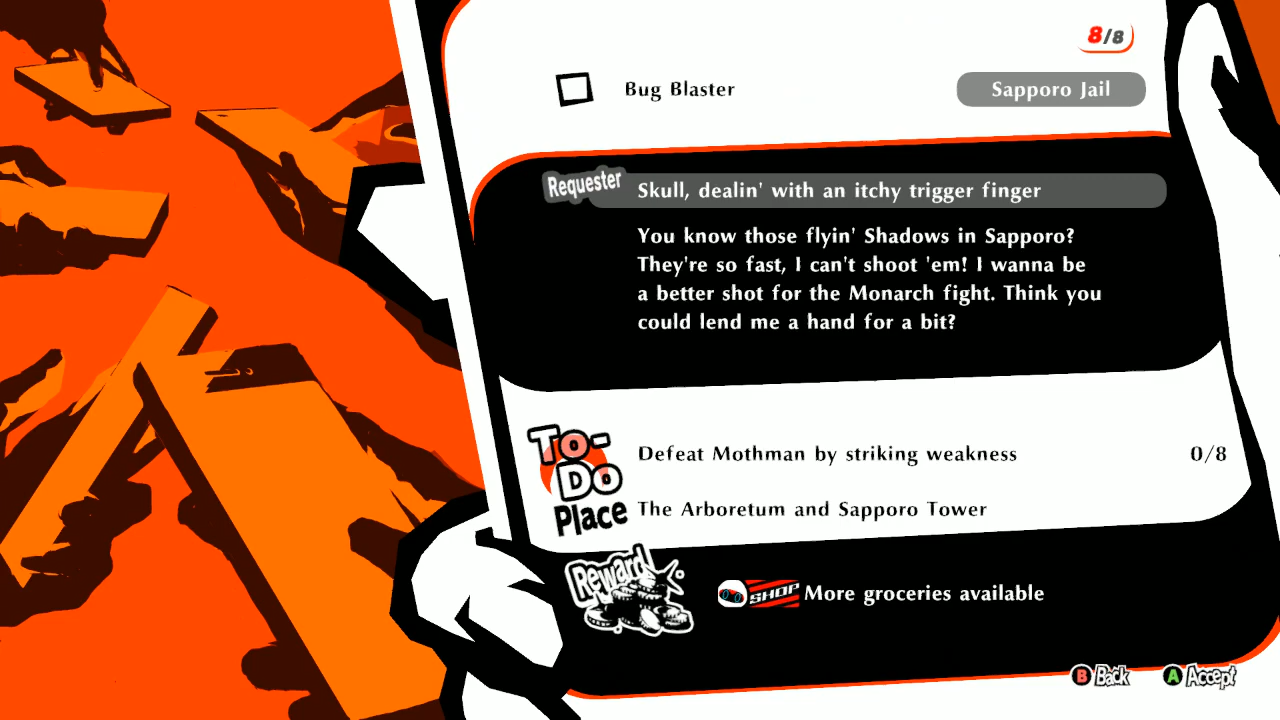 8/8
Bug Blaster
Sapporo Jail
Requester
Skull, dealin' with an itchy trigger finger
You know those flyin' Shadows in Sapporo?
They're so fast, I can't shoot 'em! I wanna be
a better shot for the Monarch fight. Think you
could lend me a hand for a bit?
To-
Do
Defeat Mothman by striking weakness
0/8
Place
The Arboretum and Sapporo Tower
Reward
SHOP
More groceries available
B Back
A Accept